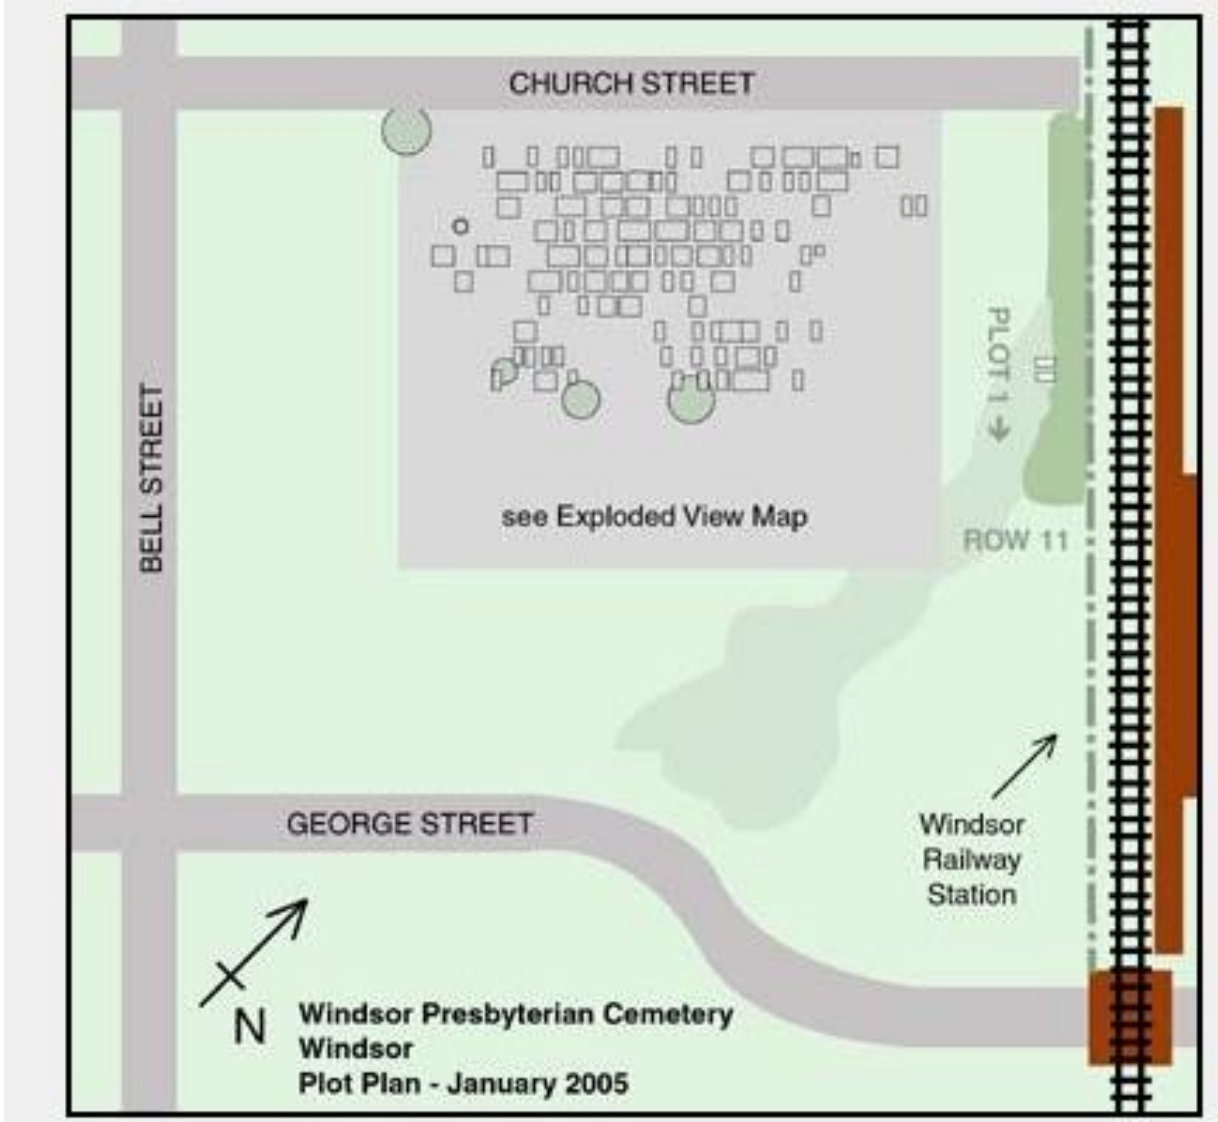 CHURCH STREET
PLOT 1 →
BELL STREET
see Exploded View Map
ROW 11
GEORGE STREET
Windsor
Railway
Station
N
Windsor Presbyterian Cemetery
Windsor
Plot Plan - January 2005